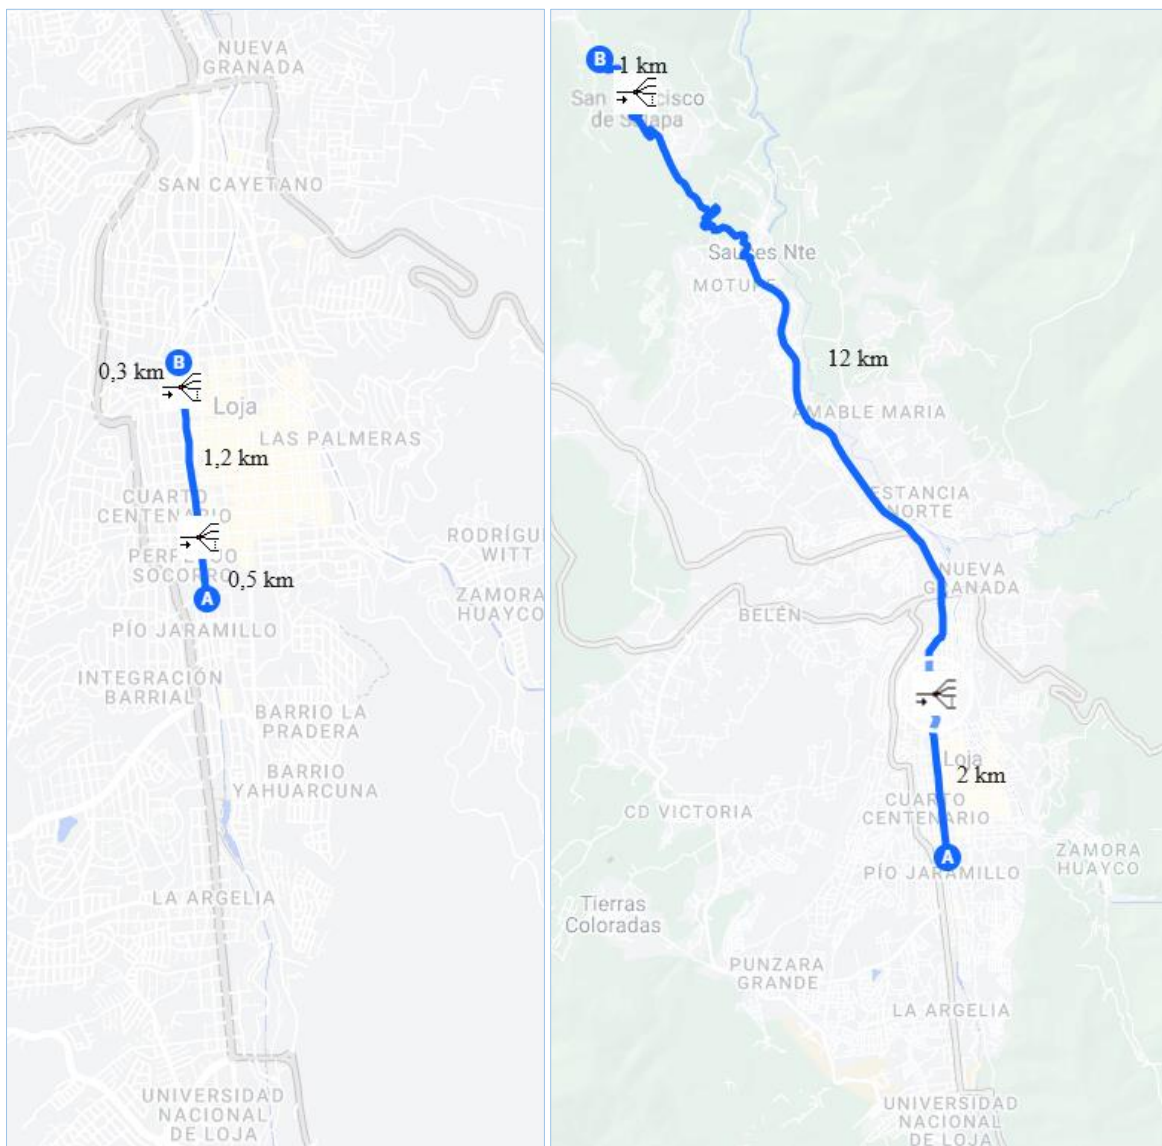 NUEVA
GRANADA
SAN CAYETANO
B
0,3 km
Loja
LAS PALMERAS
1,2 km
CUARTO
CENTENARIO
RODRÍGU
WITT
SOCORRO
0,5 km
A
ZAMORA
HUAYCO
PÍO JARAMILLO
INTEGRACIÓN
BARRIAL
BARRIO LA
PRADERA
BARRIO
YAHUARCUNA
LA ARGELIA
UNIVERSIDAD
NACIONAL
DE LOJA
B
1 km
San cisco
de
Nte
12 km
AMABLE MARIA
ESTANCIA
NORTE
NUEVA
GRANADA
BELÉN
Loja
2 km
CUARTO
CENTENARIO
CD VICTORIA
A
PÍO JARAMILLO
ZAMORA
HUAYCO
Tierras
Coloradas
PUNZARA
GRANDE
LA ARGELIA
UNIVERSIDAD
NACIONAL
DE LOJA